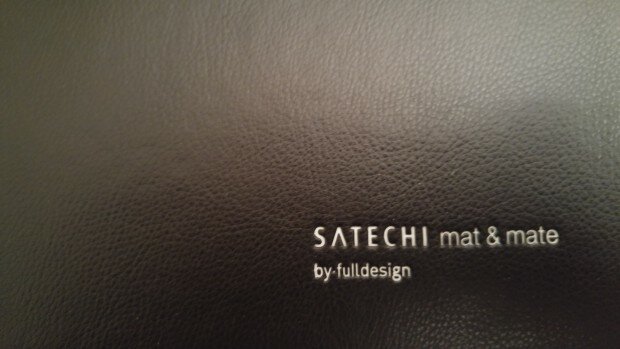 SATECHI mat & mate
by·fulldesign